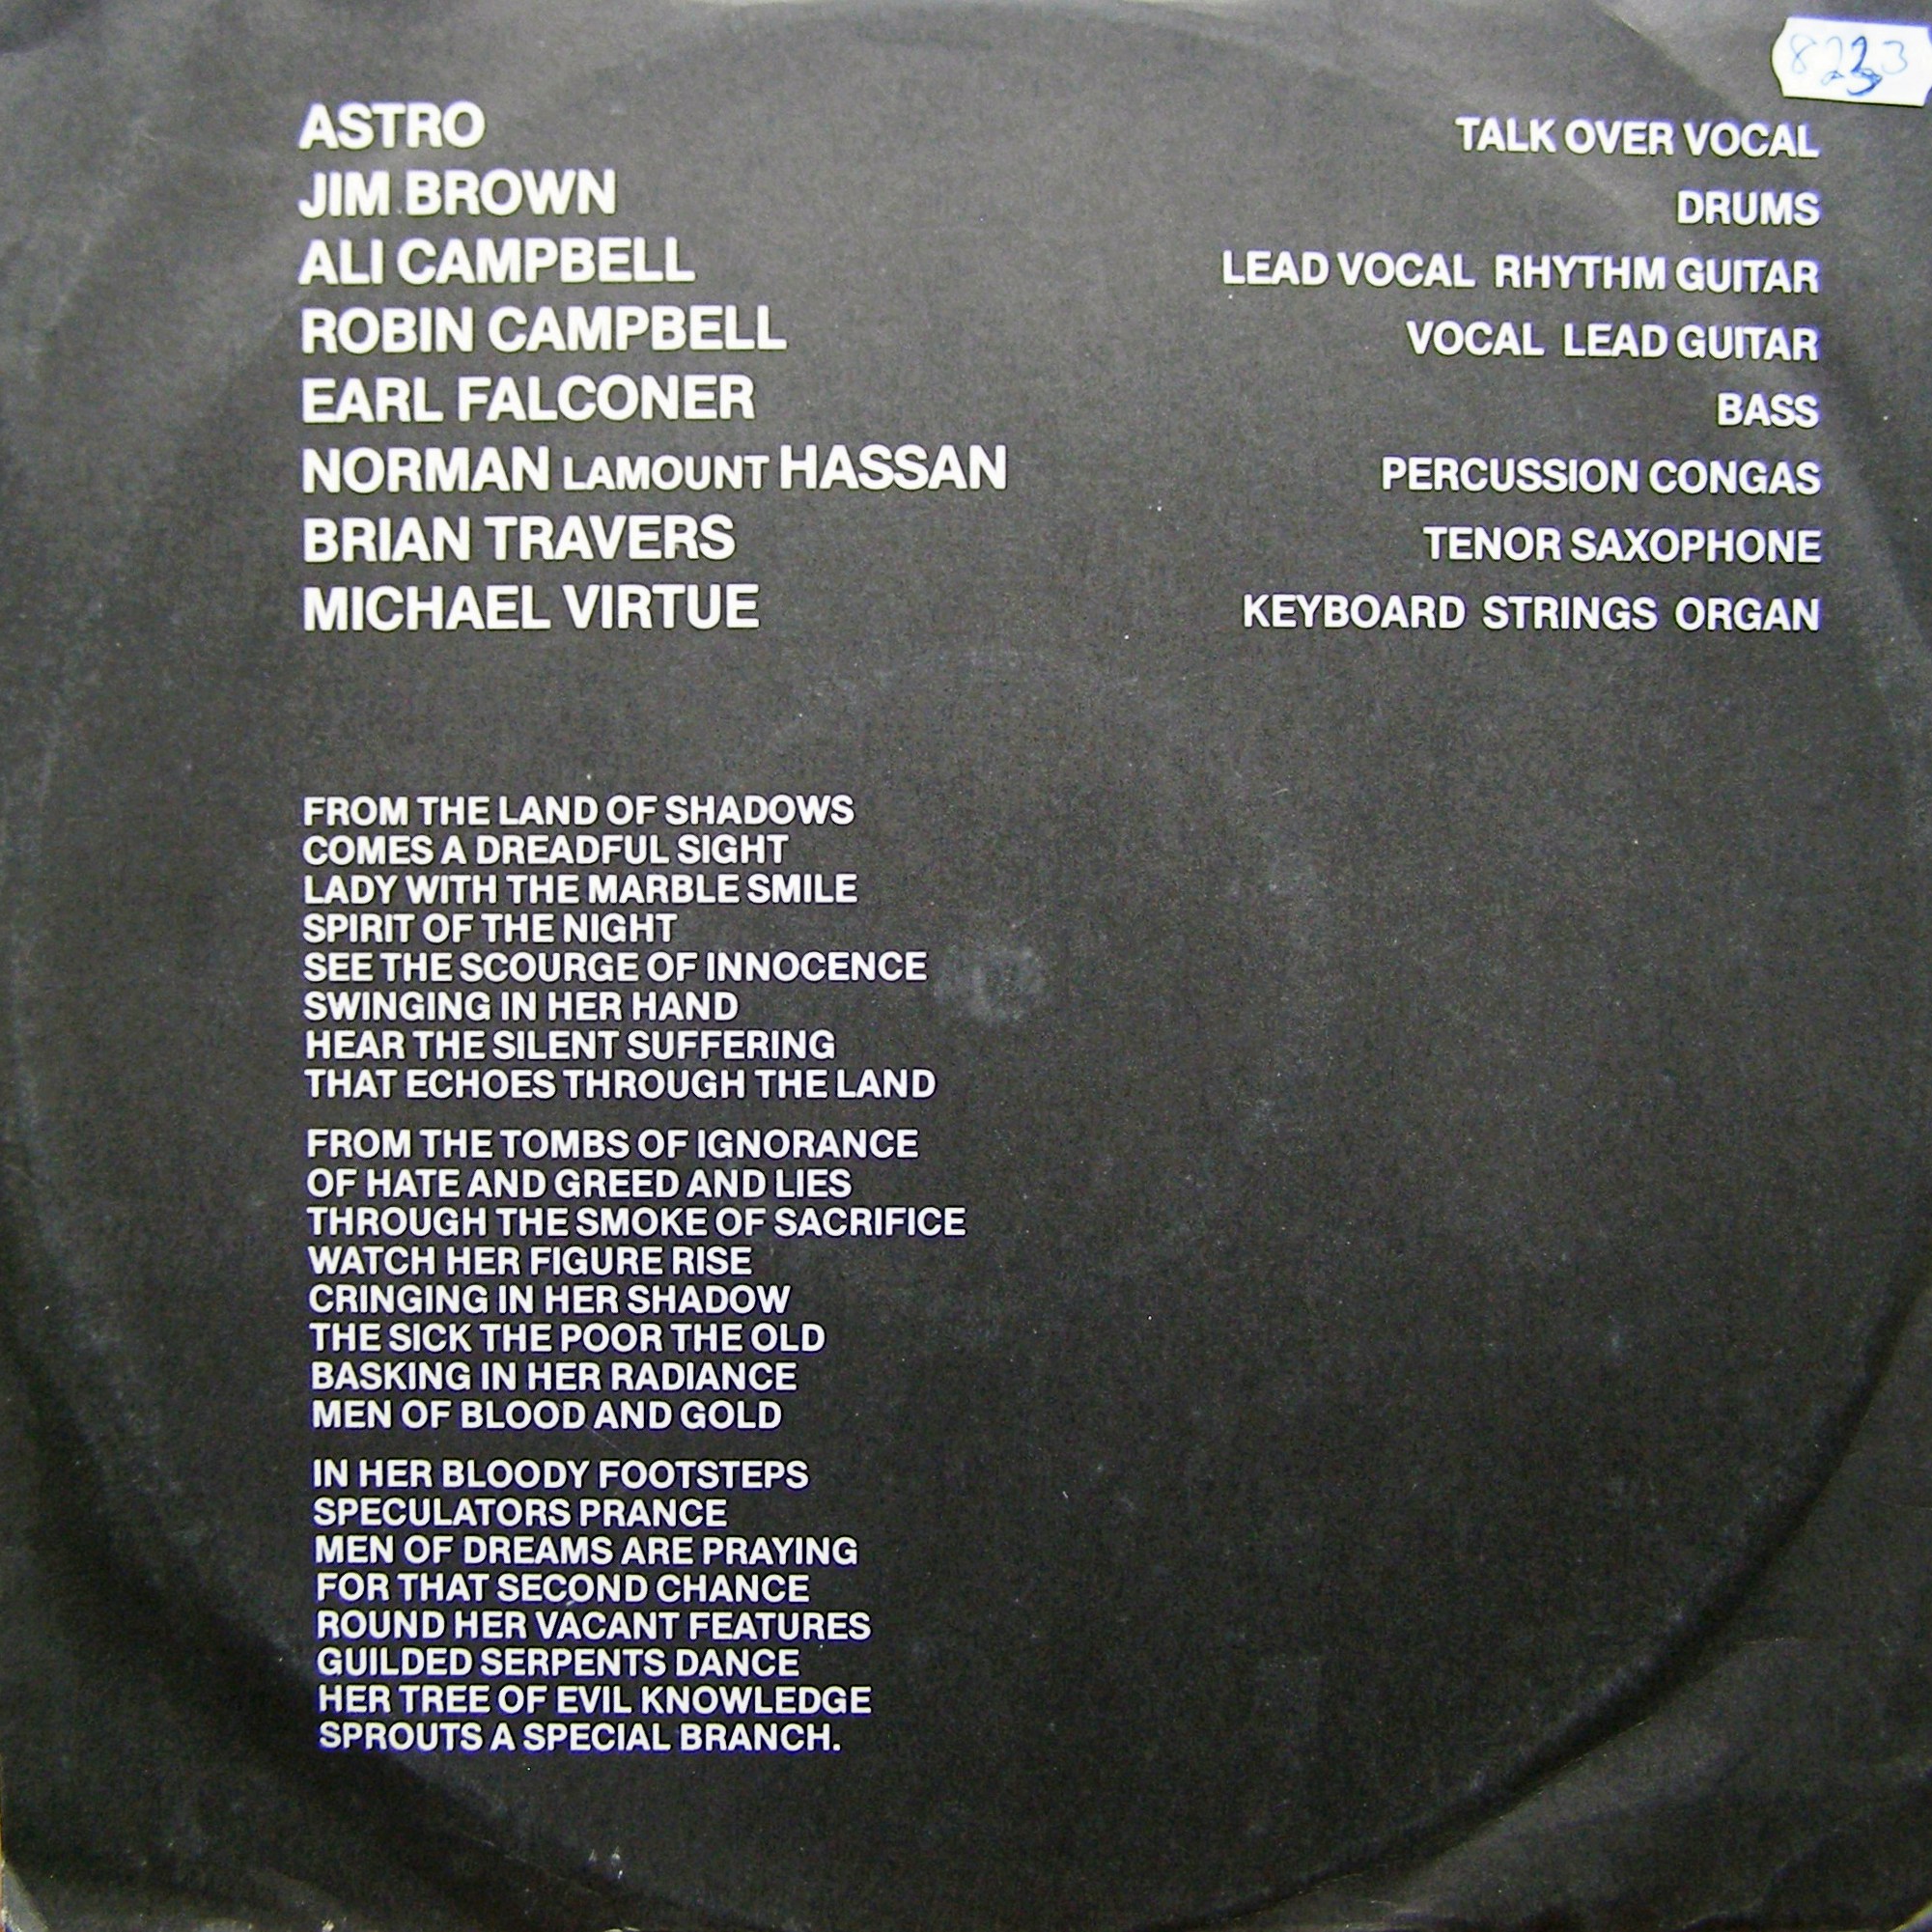 8223
ASTRO TALK OVER VOCAL
JIM BROWN DRUMS
ALI CAMPBELL LEAD VOCAL RHYTHM GUITAR
ROBIN CAMPBELL VOCAL LEAD GUITAR
EARL FALCONER BASS
NORMAN LAMOUNT HASSAN PERCUSSION CONGAS
BRIAN TRAVERS TENOR SAXOPHONE
MICHAEL VIRTUE KEYBOARD STRINGS ORGAN
FROM THE LAND OF SHADOWS
COMES A DREADFUL SIGHT
LADY WITH THE MARBLE SMILE
SPIRIT OF THE NIGHT
SEE THE SCOURGE OF INNOCENCE
SWINGING IN HER HAND
HEAR THE SILENT SUFFERING
THAT ECHOES THROUGH THE LAND
FROM THE TOMBS OF IGNORANCE
OF HATE AND GREED AND LIES
THROUGH THE SMOKE OF SACRIFICE
WATCH HER FIGURE RISE
CRINGING IN HER SHADOW
THE SICK THE POOR THE OLD
BASKING IN HER RADIANCE
MEN OF BLOOD AND GOLD
IN HER BLOODY FOOTSTEPS
SPECULATORS PRANCE
MEN OF DREAMS ARE PRAYING
FOR THAT SECOND CHANCE
ROUND HER VACANT FEATURES
GUILDED SERPENTS DANCE
HER TREE OF EVIL KNOWLEDGE
SPROUTS A SPECIAL BRANCH.